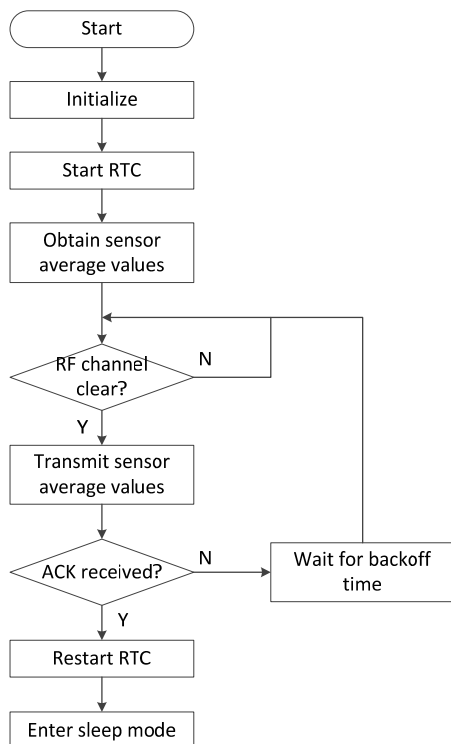 Start
Initialize
Start RTC
Obtain sensor
average values
RF channel
clear?
N
Y
Transmit sensor
average values
ACK received?
N
Wait for backoff
time
Y
Restart RTC
Enter sleep mode